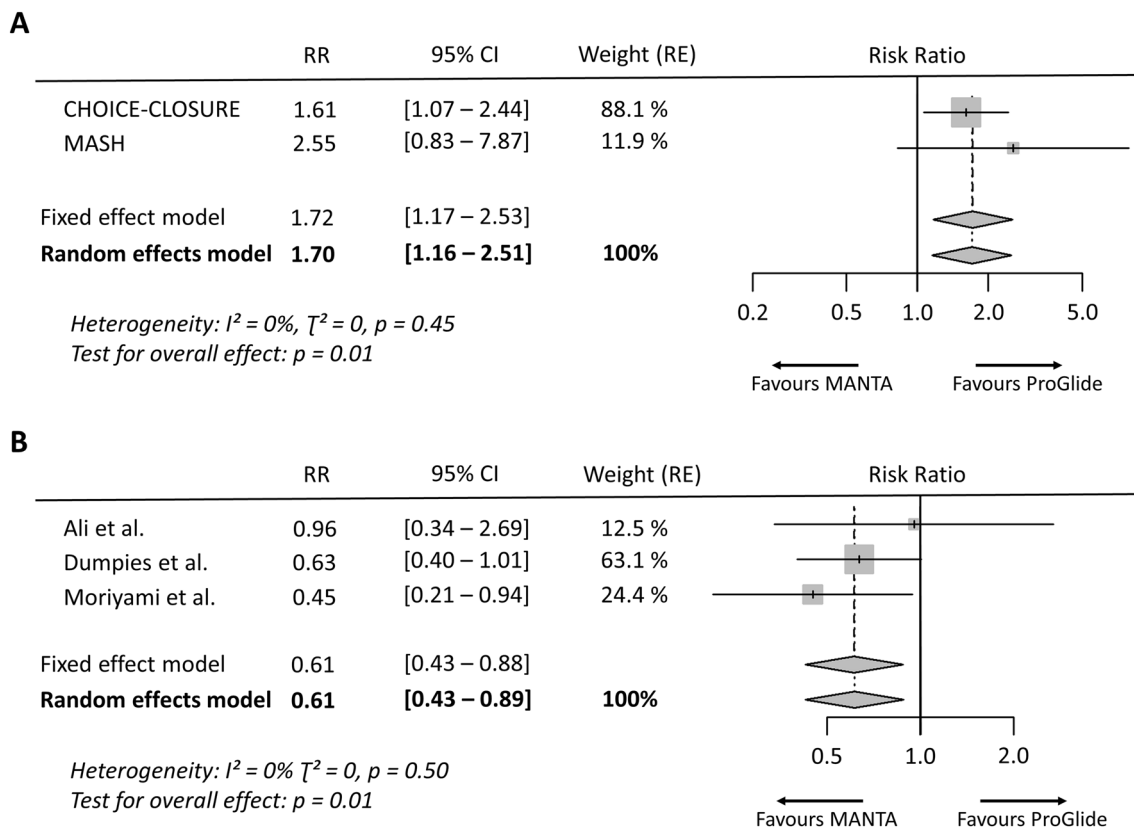 A
RR 95% CI Weight (RE) Risk Ratio
CHOICE-CLOSURE 1.61 [1.07 – 2.44] 88.1 %
MASH 2.55 [0.83 – 7.87] 11.9 %
Fixed effect model 1.72 [1.17 – 2.53]
Random effects model 1.70 [1.16 – 2.51] 100%
0.2 0.5 1.0 2.0 5.0
Heterogeneity: I² = 0%, Ʈ² = 0, p = 0.45
Test for overall effect: p = 0.01
Favours MANTA Favours ProGlide
B
RR 95% CI Weight (RE) Risk Ratio
Ali et al. 0.96 [0.34 – 2.69] 12.5 %
Dumpies et al. 0.63 [0.40 – 1.01] 63.1 %
Moriyami et al. 0.45 [0.21 – 0.94] 24.4 %
Fixed effect model 0.61 [0.43 – 0.88]
Random effects model 0.61 [0.43 – 0.89] 100%
0.5 1.0 2.0
Heterogeneity: I² = 0% Ʈ² = 0, p = 0.50
Test for overall effect: p = 0.01
Favours MANTA Favours ProGlide